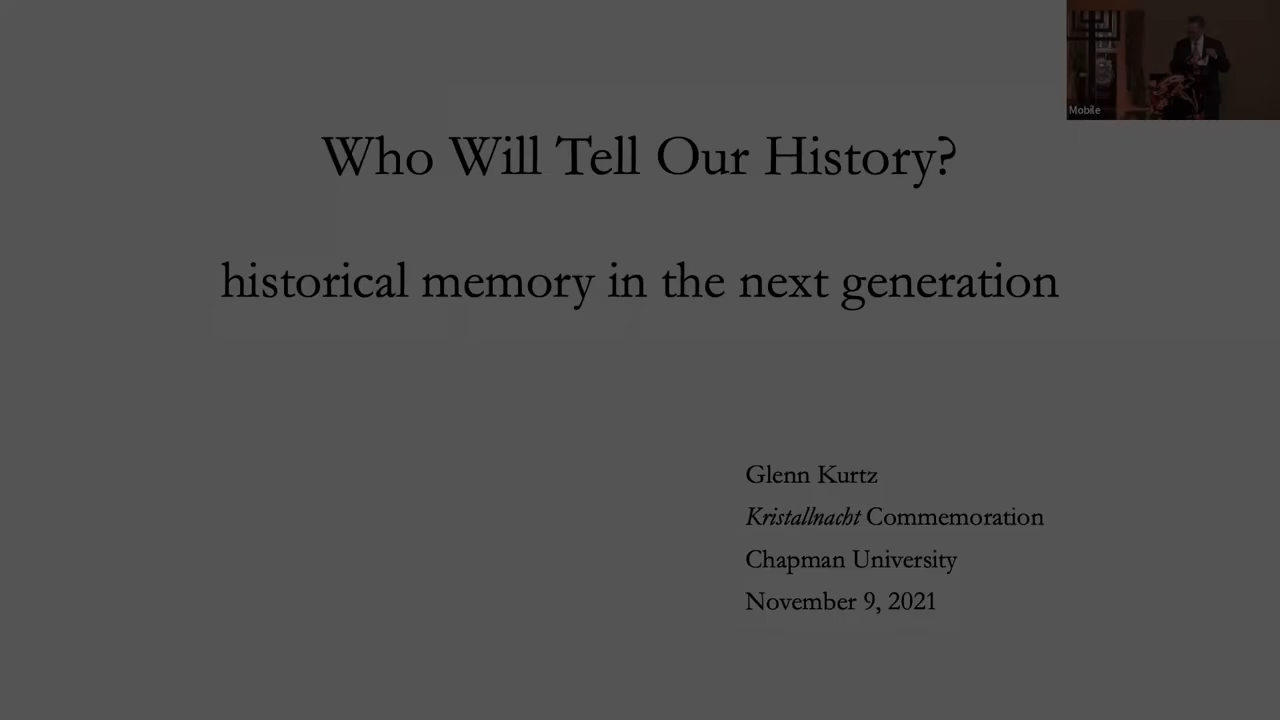 Mobile
Who Will Tell Our History?
historical memory in the next generation
Glenn Kurtz
Kristallnacht Commemoration
Chapman University
November 9, 2021